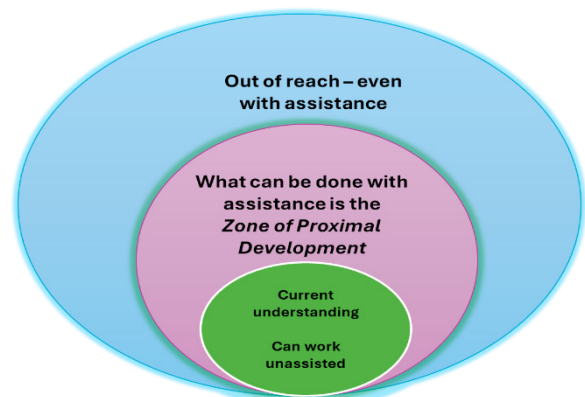 Out of reach – even
with assistance
What can be done with
assistance is the
Zone of Proximal
Development
Current
understanding
Can work
unassisted